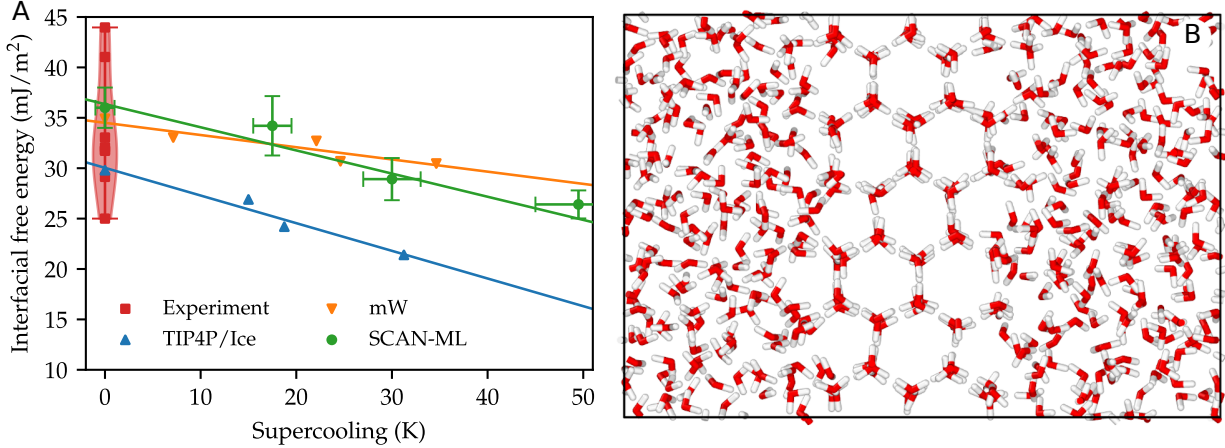 A
B
Interfacial free energy (mJ/m²)
45
40
35
30
25
20
15
10
Experiment
TIP4P/Ice
mW
SCAN-ML
0
10
20
30
40
50
Supercooling (K)